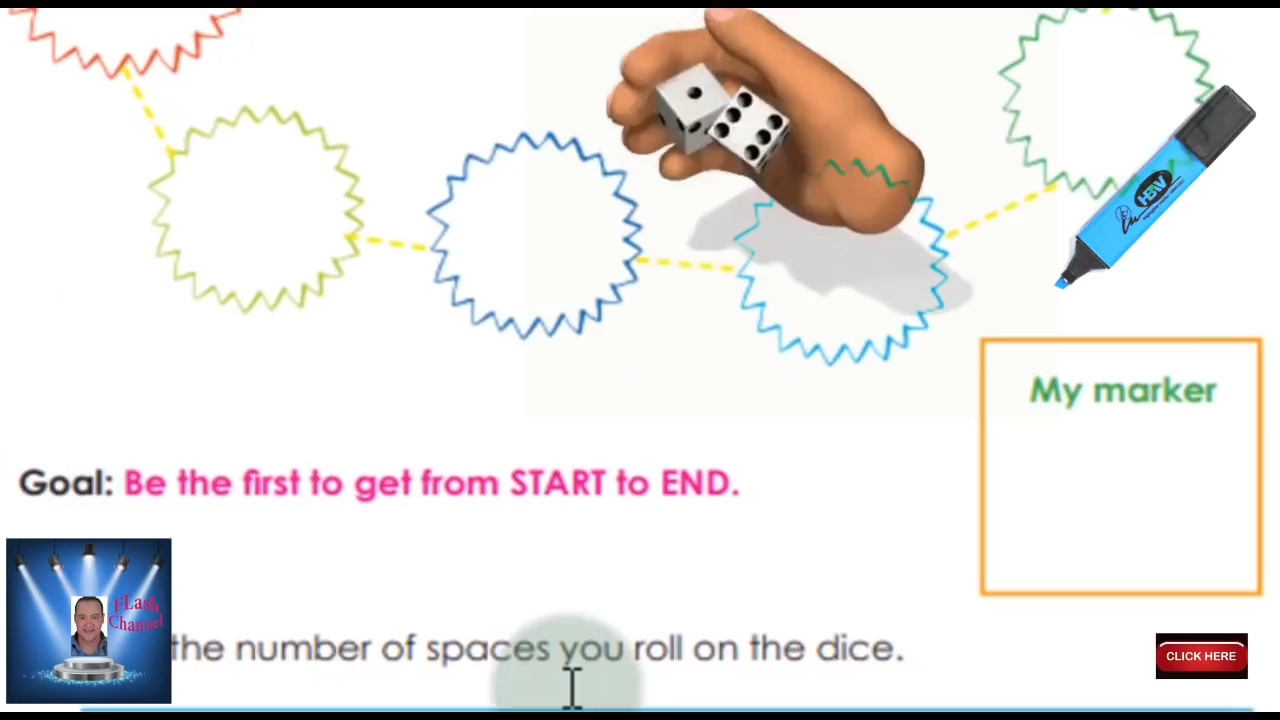 HBW
My marker
Goal: Be the first to get from START to END.
FLash
Channel
the number of spaces you roll on the dice.
CLICK HERE